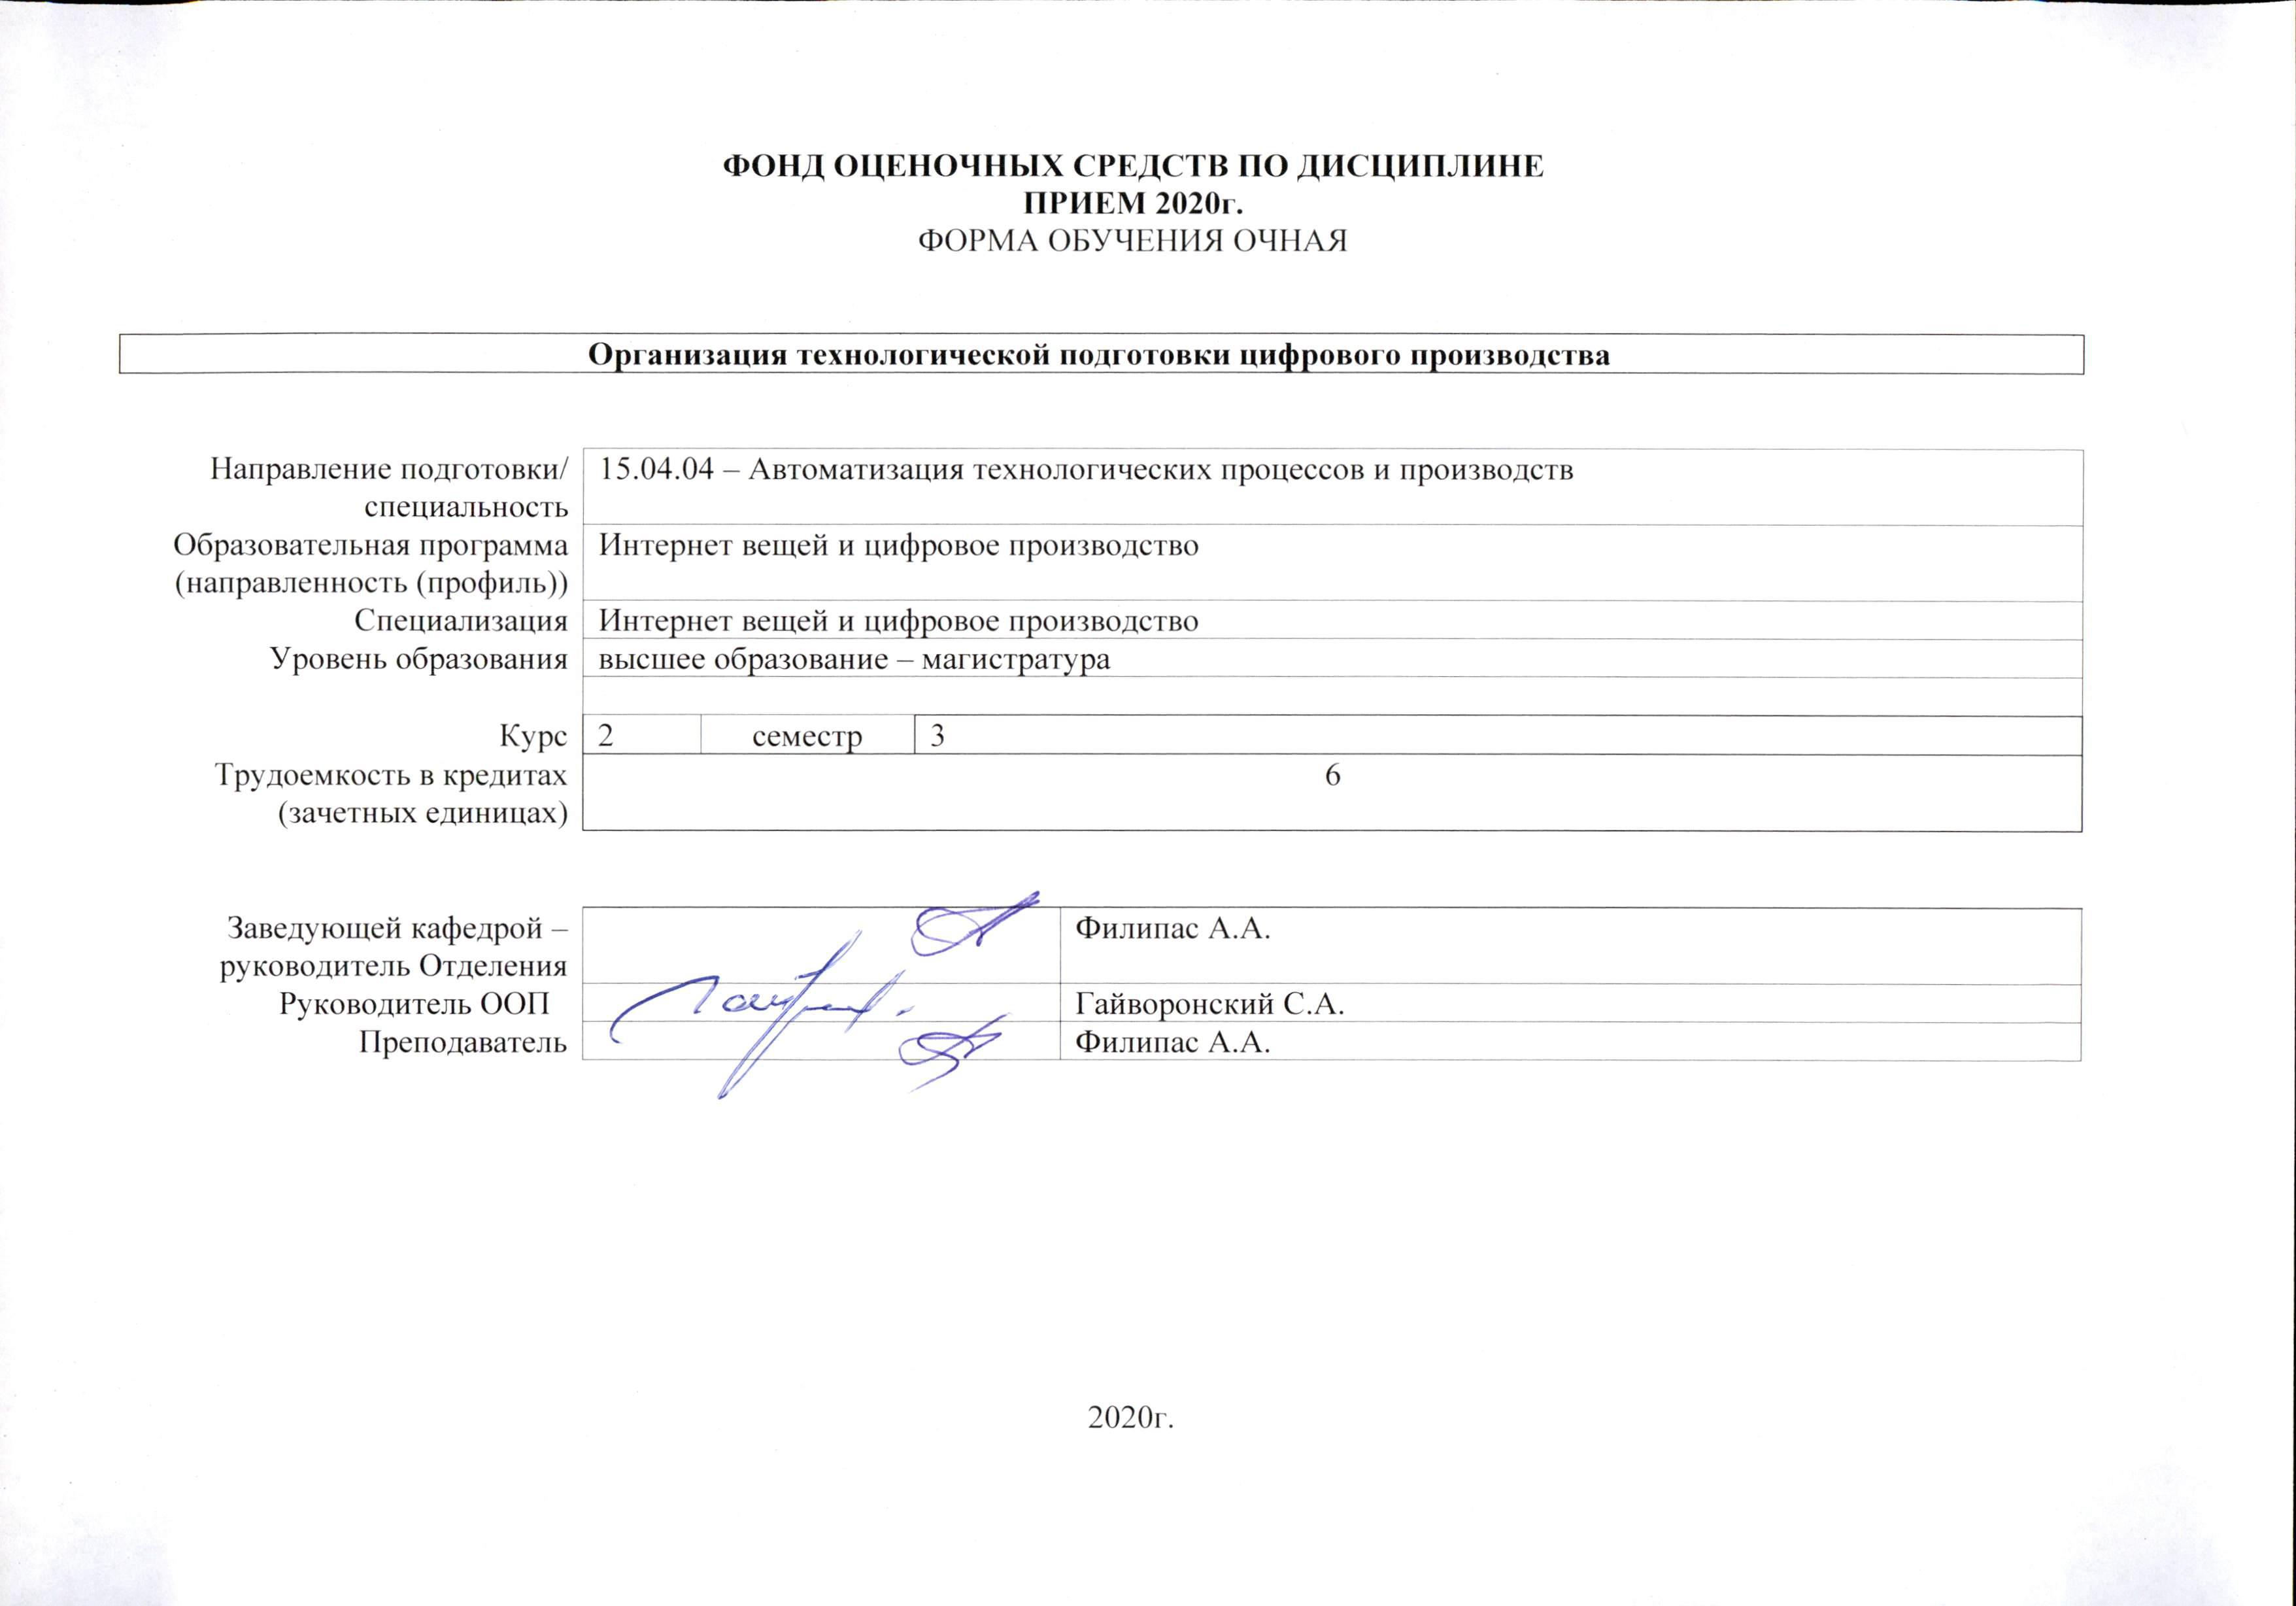 ФОНД ОЦЕНОЧНЫХ СРЕДСТВ ПО ДИСЦИПЛИНЕ
ПРИЕМ 2020г.
ФОРМА ОБУЧЕНИЯ ОЧНАЯ
Организация технологической подготовки цифрового производства
Направление подготовки/ 15.04.04 – Автоматизация технологических процессов и производств
специальность
Образовательная программа Интернет вещей и цифровое производство
(направленность (профиль))
Специализация Интернет вещей и цифровое производство
Уровень образования высшее образование – магистратура
Курс 2 семестр 3
Трудоемкость в кредитах 6
(зачетных единицах)
Заведующей кафедрой – Филипас А.А.
руководитель Отделения
Руководитель ООП Гайворонский С.А.
Преподаватель Филипас А.А.
2020г.